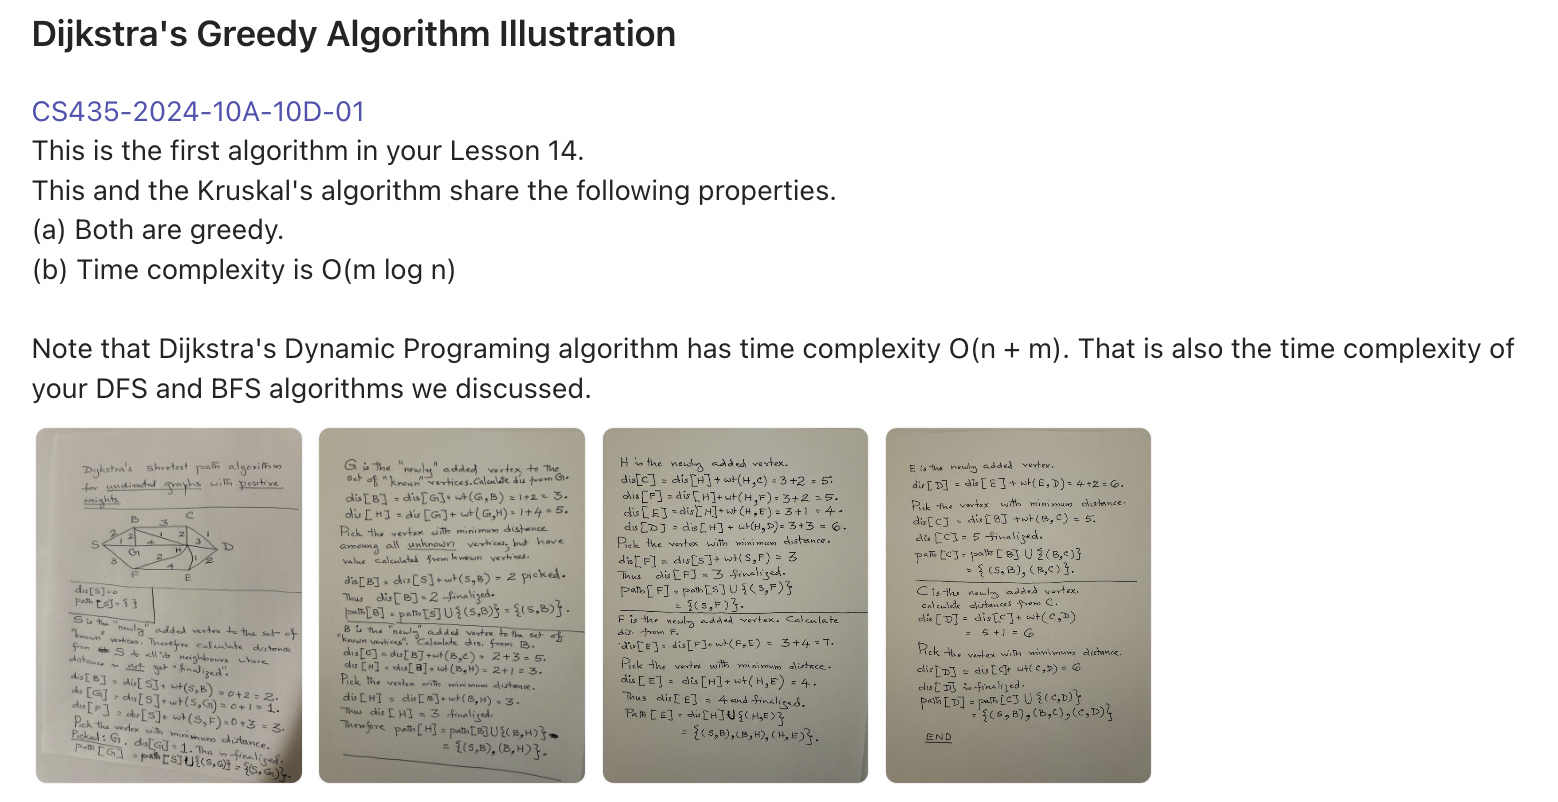 Dijkstra's Greedy Algorithm Illustration
CS435-2024-10A-10D-01
This is the first algorithm in your Lesson 14.
This and the Kruskal's algorithm share the following properties.
(a) Both are greedy.
(b) Time complexity is O(m log n)
Note that Dijkstra's Dynamic Programing algorithm has time complexity O(n + m). That is also the time complexity of
your DFS and BFS algorithms we discussed.
Dijkstra's shortest path algorithm
for undirected graphs with positive
weights
B 3 C
S
G
H
D
F
E
dis[S]=0
path[S]={ }
S is the "newly" added vertex to the set of
"known" vertices. Therefore calculate distance
from S to all its neighbours where
distance is not yet "finalized".
dis[B] = dis[S]+wt(S,B) = 0+2 = 2.
dis[G] = dis[S]+wt(S,G) = 0+1 = 1.
dis[F] = dis[S]+wt(S,F) = 0+3 = 3.
Pick the vertex with minimum distance.
Picked: G, dis[G] = 1. This is finalized.
path[G] = path[S]U{(S,G)} = {(S,G)}.
G is the "newly" added vertex to the
set of "known" vertices. Calculate dis from G.
dis[B] = dis[G]+wt(G,B) = 1+2 = 3.
dis[H] = dis[G]+wt(G,H) = 1+4 = 5.
Pick the vertex with minimum distance
among all unknown vertices, but have
value calculated from known vertices.
dis[B] = dis[S]+wt(S,B) = 2 picked.
Thus dis[B]=2 finalized.
path[B] = path[S]U{(S,B)} = {(S,B)}.
B is the "newly" added vertex to the set of
"known vertices". Calculate dis. from B.
dis[C] = dis[B]+wt(B,C) = 2+3 = 5.
dis[H] = dis[B]+wt(B,H) = 2+1 = 3.
Pick the vertex with minimum distance.
dis[H] = dis[B]+wt(B,H) = 3.
Thus dis[H] = 3 finalized.
Therefore path[H] = path[B]U{(B,H)}
= {(S,B),(B,H)}.
H is the newly added vertex.
dis[C] = dis[H]+wt(H,C) = 3+2 = 5.
dis[F] = dis[H]+wt(H,F) = 3+2 = 5.
dis[E] = dis[H]+wt(H,E) = 3+1 = 4.
dis[D] = dis[H]+wt(H,D) = 3+3 = 6.
Pick the vertex with minimum distance.
dis[F] = dis[S]+wt(S,F) = 3
Thus dis[F] = 3 finalized.
path[F] = path[S]U{(S,F)}
= {(S,F)}.
F is the newly added vertex. Calculate
dis from F.
dis[E] = dis[F]+wt(F,E) = 3+4 = 7.
Pick the vertex with minimum distance.
dis[E] = dis[H]+wt(H,E) = 4.
Thus dis[E] = 4 and finalized.
Path[E] = dis[H]U{(H,E)}
= {(S,B),(B,H),(H,E)}.
E is the newly added vertex.
dis[D] = dis[E]+wt(E,D) = 4+2 = 6.
Pick the vertex with minimum distance.
dis[C] = dis[B]+wt(B,C) = 5.
dis[C] = 5 finalized.
path[C] = path[B]U{(B,C)}
= {(S,B),(B,C)}.
C is the newly added vertex.
calculate distances from C.
dis[D] = dis[C]+wt(C,D)
= 5+1 = 6
Pick the vertex with minimum distance.
dis[D] = dis[C]+wt(C,D) = 6
dis[D] is finalized.
path[D] = path[C]U{(C,D)}
= {(S,B),(B,C),(C,D)}
END